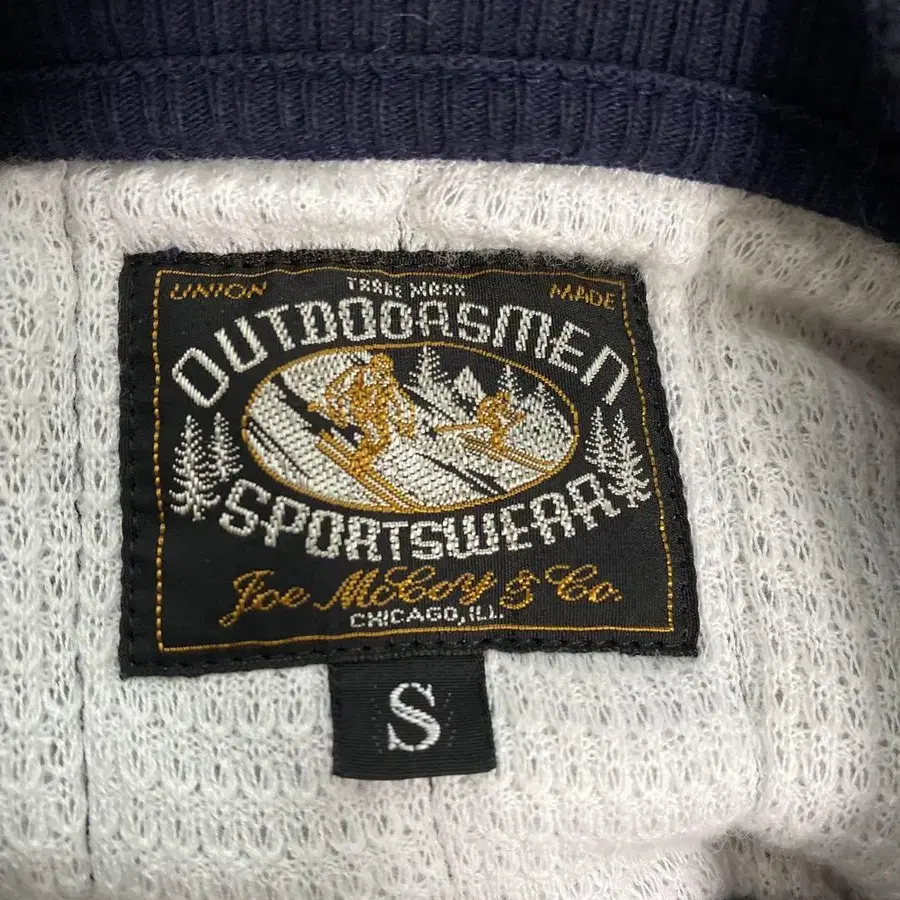 UNION TRADE MARK MADE
OUTDOORSMEN
SPORTSWEAR
Joe McCoy & Co.
CHICAGO, ILL.
S